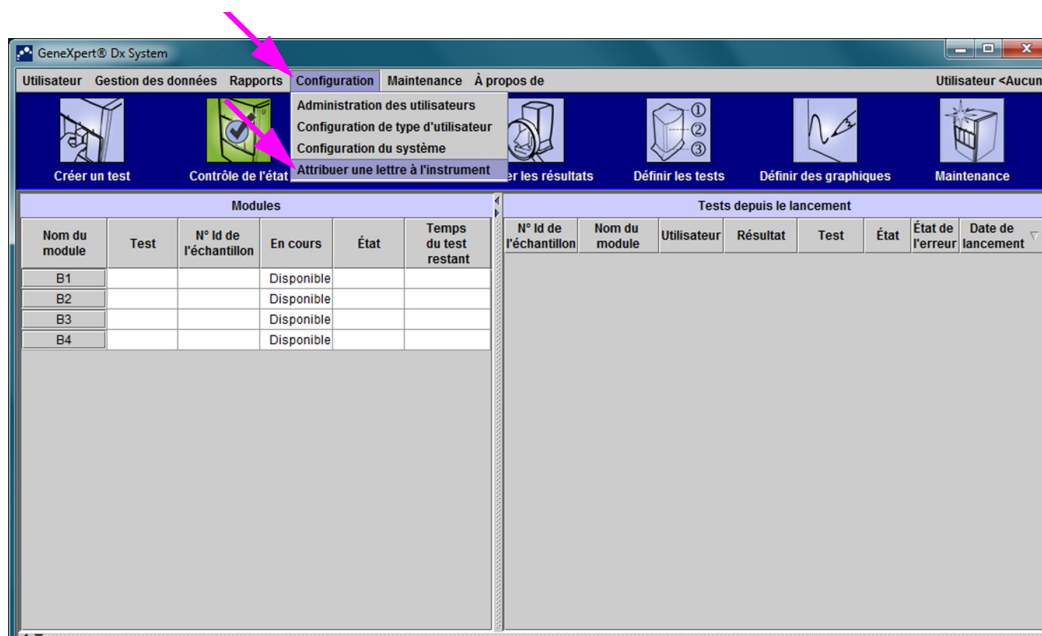 GeneXpert® Dx System
Utilisateur Gestion des données Rapports Configuration Maintenance À propos de Utilisateur <Aucun
Administration des utilisateurs
Configuration de type d'utilisateur
Configuration du système
Attribuer une lettre à l'instrument
Créer un test Contrôle de l'état er les résultats Définir les tests Définir des graphiques Maintenance
Modules
Nom du module Test N° Id de l'échantillon En cours État Temps du test restant
B1 Disponible
B2 Disponible
B3 Disponible
B4 Disponible
Tests depuis le lancement
N° Id de l'échantillon Nom du module Utilisateur Résultat Test État État de l'erreur Date de lancement